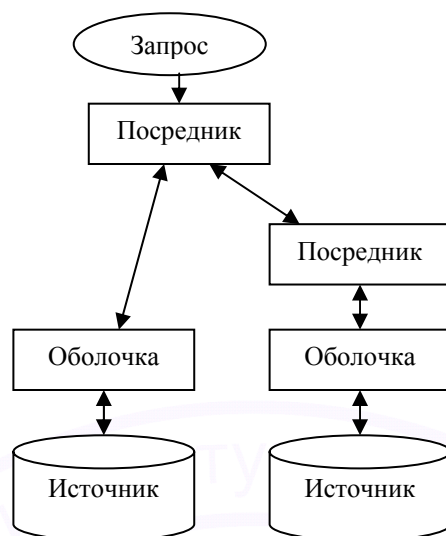 Запрос
Посредник
Посредник
Оболочка
Оболочка
Источник
Источник